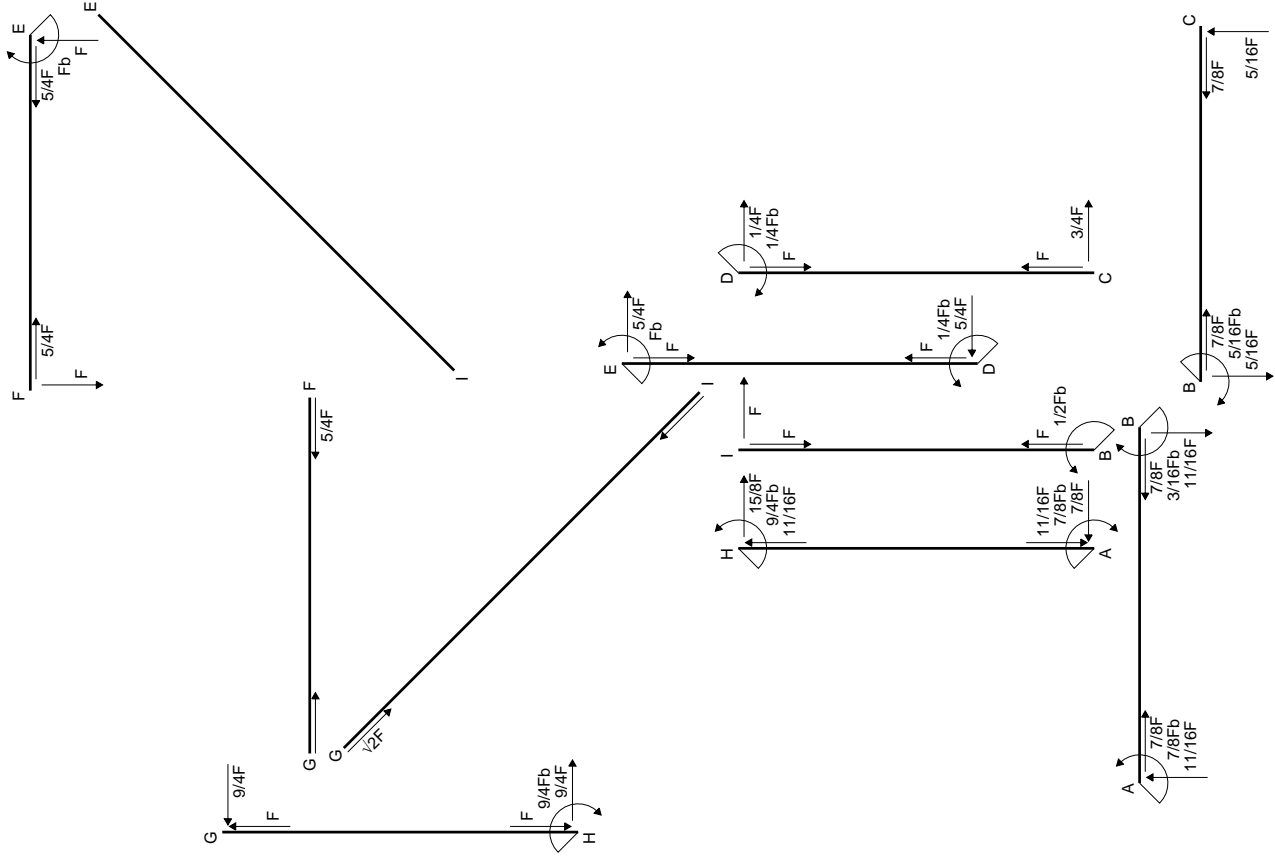 E
F
5/4F
Fb
5/4F
F
E
I
F
5/4F
G
G
√2F
I
G
9/4F
F
F
9/4Fb
9/4F
H
D
1/4F
1/4Fb
F
F
3/4F
C
E
5/4F
Fb
F
F
1/4Fb
5/4F
D
I
F
F
F
1/2Fb
B
H
15/8F
9/4Fb
11/16F
11/16F
7/8Fb
7/8F
A
C
7/8F
5/16F
B
7/8F
5/16Fb
5/16F
B
7/8F
3/16Fb
11/16F
A
7/8F
7/8Fb
11/16F